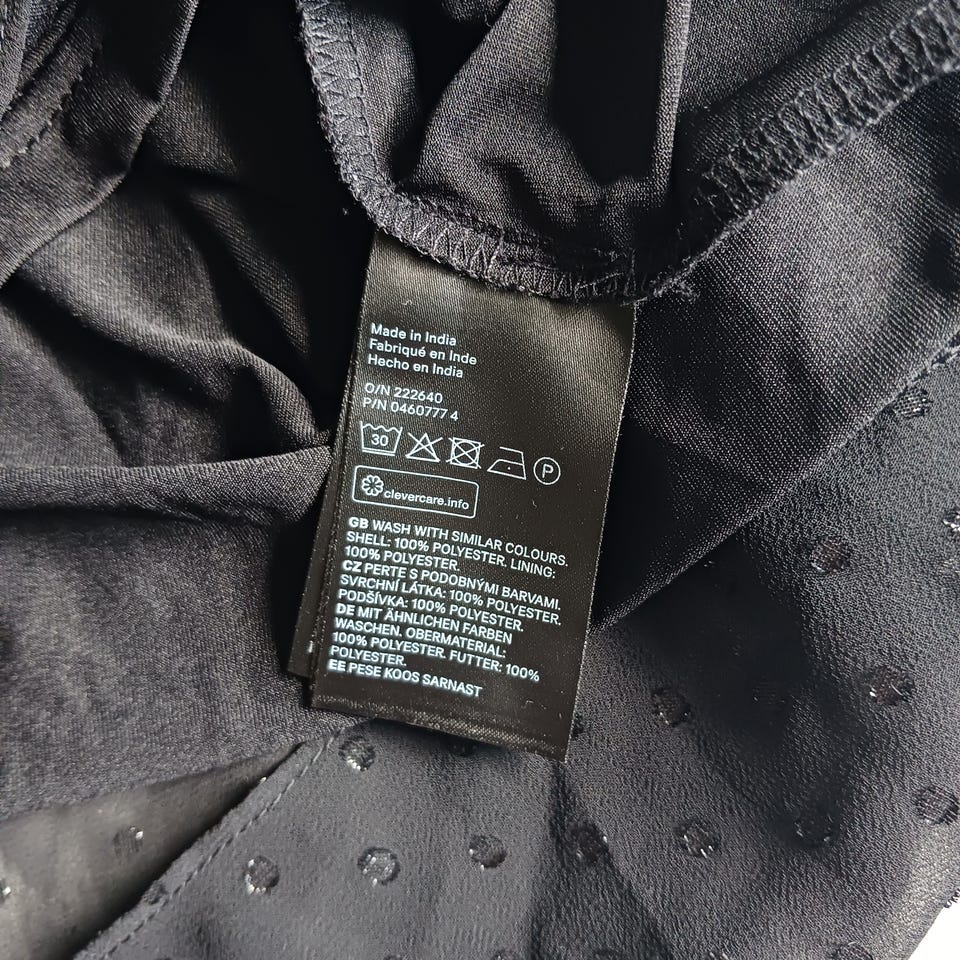 Made in India
Fabriqué en Inde
Hecho en India
O/N 222640
P/N 0460777 4
30 P
clevercare.info
GB WASH WITH SIMILAR COLOURS.
SHELL: 100% POLYESTER. LINING:
100% POLYESTER.
CZ PERTE S PODOBNÝMI BARVAMI.
SVRCHNÍ LÁTKA: 100% POLYESTER.
PODŠÍVKA: 100% POLYESTER.
DE MIT ÄHNLICHEN FARBEN
WASCHEN. OBERMATERIAL:
100% POLYESTER. FUTTER: 100%
POLYESTER.
EE PESE KOOS SARNAST